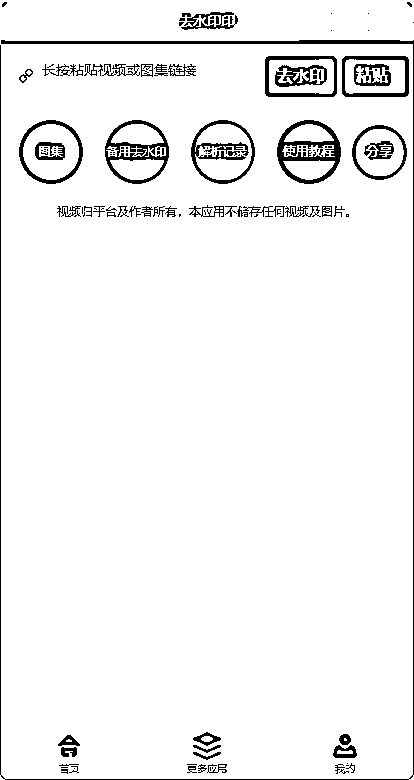 去水印印
长按粘贴视频或图集链接 去水印 粘贴
图集 备用去水印 解析记录 使用教程 分享
视频归平台及作者所有，本应用不储存任何视频及图片。
首页 更多应用 我的